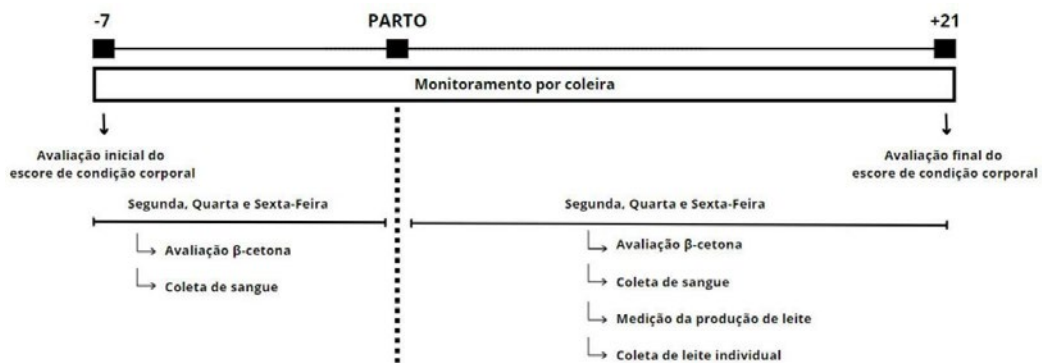 -7
PARTO
+21
Monitoramento por coleira
Avaliação inicial do
escore de condição corporal
Avaliação final do
escore de condição corporal
Segunda, Quarta e Sexta-Feira
Avaliação β-cetona
Coleta de sangue
Segunda, Quarta e Sexta-Feira
Avaliação β-cetona
Coleta de sangue
Medição da produção de leite
Coleta de leite individual